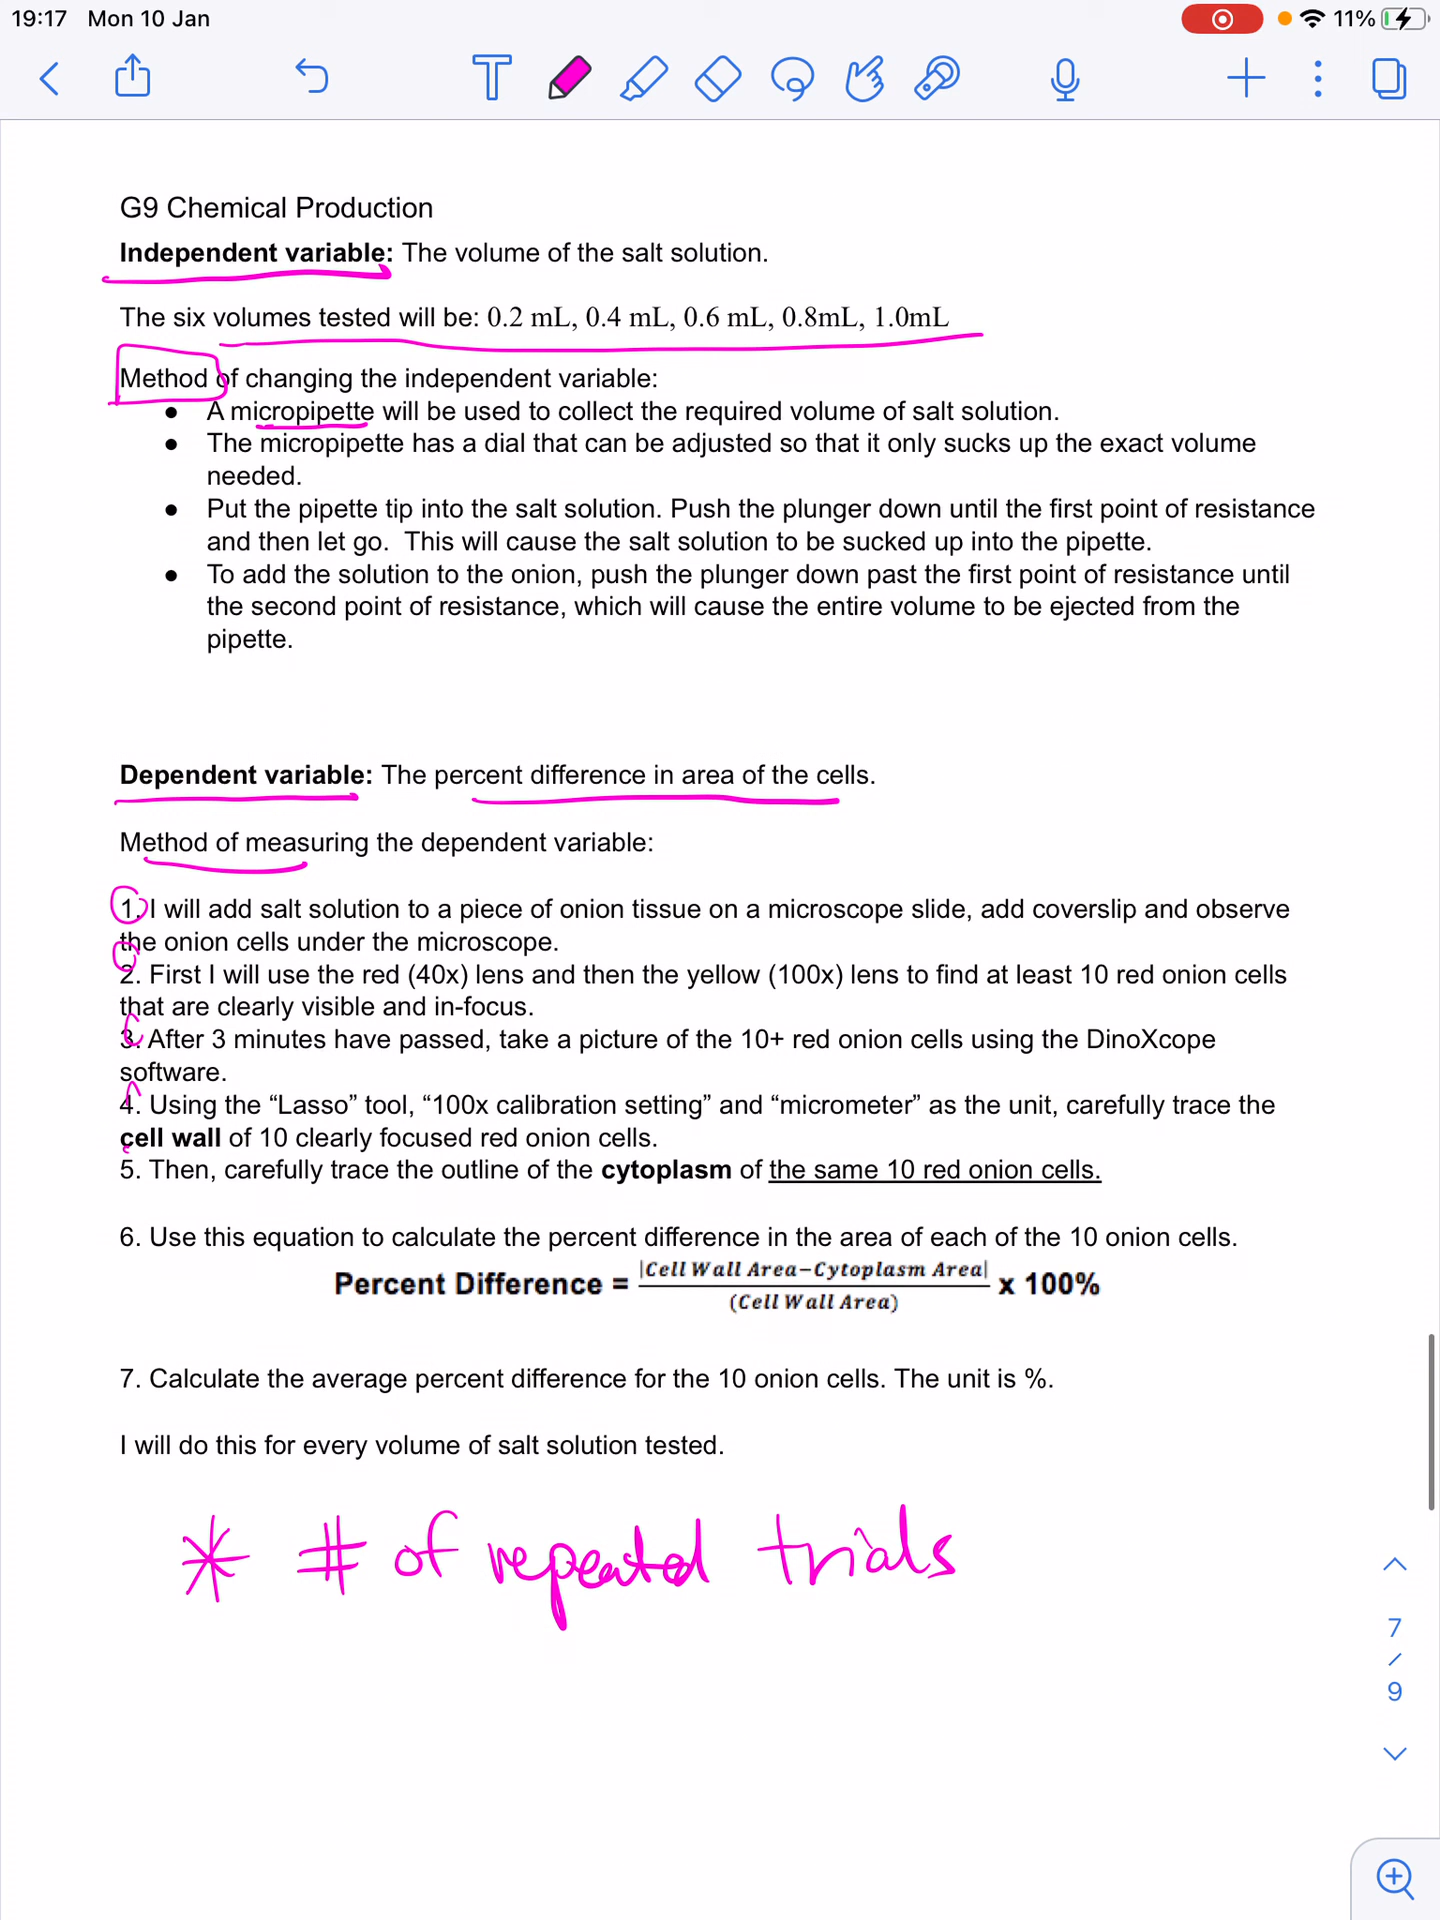 19:17 Mon 10 Jan
11%
T
G9 Chemical Production
Independent variable: The volume of the salt solution.
The six volumes tested will be: 0.2 mL, 0.4 mL, 0.6 mL, 0.8mL, 1.0mL
Method of changing the independent variable:
● A micropipette will be used to collect the required volume of salt solution.
● The micropipette has a dial that can be adjusted so that it only sucks up the exact volume
needed.
● Put the pipette tip into the salt solution. Push the plunger down until the first point of resistance
and then let go. This will cause the salt solution to be sucked up into the pipette.
● To add the solution to the onion, push the plunger down past the first point of resistance until
the second point of resistance, which will cause the entire volume to be ejected from the
pipette.
Dependent variable: The percent difference in area of the cells.
Method of measuring the dependent variable:
1. I will add salt solution to a piece of onion tissue on a microscope slide, add coverslip and observe
the onion cells under the microscope.
2. First I will use the red (40x) lens and then the yellow (100x) lens to find at least 10 red onion cells
that are clearly visible and in-focus.
3. After 3 minutes have passed, take a picture of the 10+ red onion cells using the DinoXcope
software.
4. Using the “Lasso” tool, “100x calibration setting” and “micrometer” as the unit, carefully trace the
cell wall of 10 clearly focused red onion cells.
5. Then, carefully trace the outline of the cytoplasm of the same 10 red onion cells.
6. Use this equation to calculate the percent difference in the area of each of the 10 onion cells.
Percent Difference = |Cell Wall Area−Cytoplasm Area| / (Cell Wall Area) x 100%
7. Calculate the average percent difference for the 10 onion cells. The unit is %.
I will do this for every volume of salt solution tested.
* # of repeated trials
7
/
9